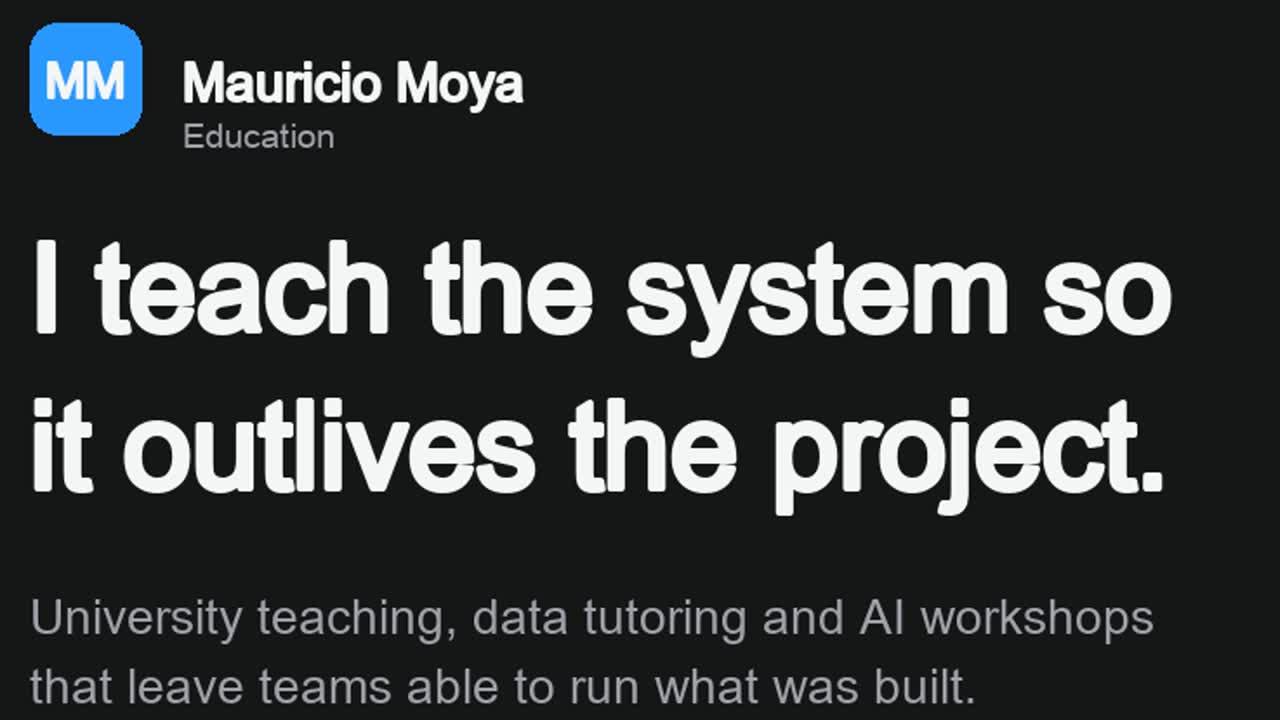 MM
Mauricio Moya
Education
I teach the system so
it outlives the project.
University teaching, data tutoring and AI workshops
that leave teams able to run what was built.